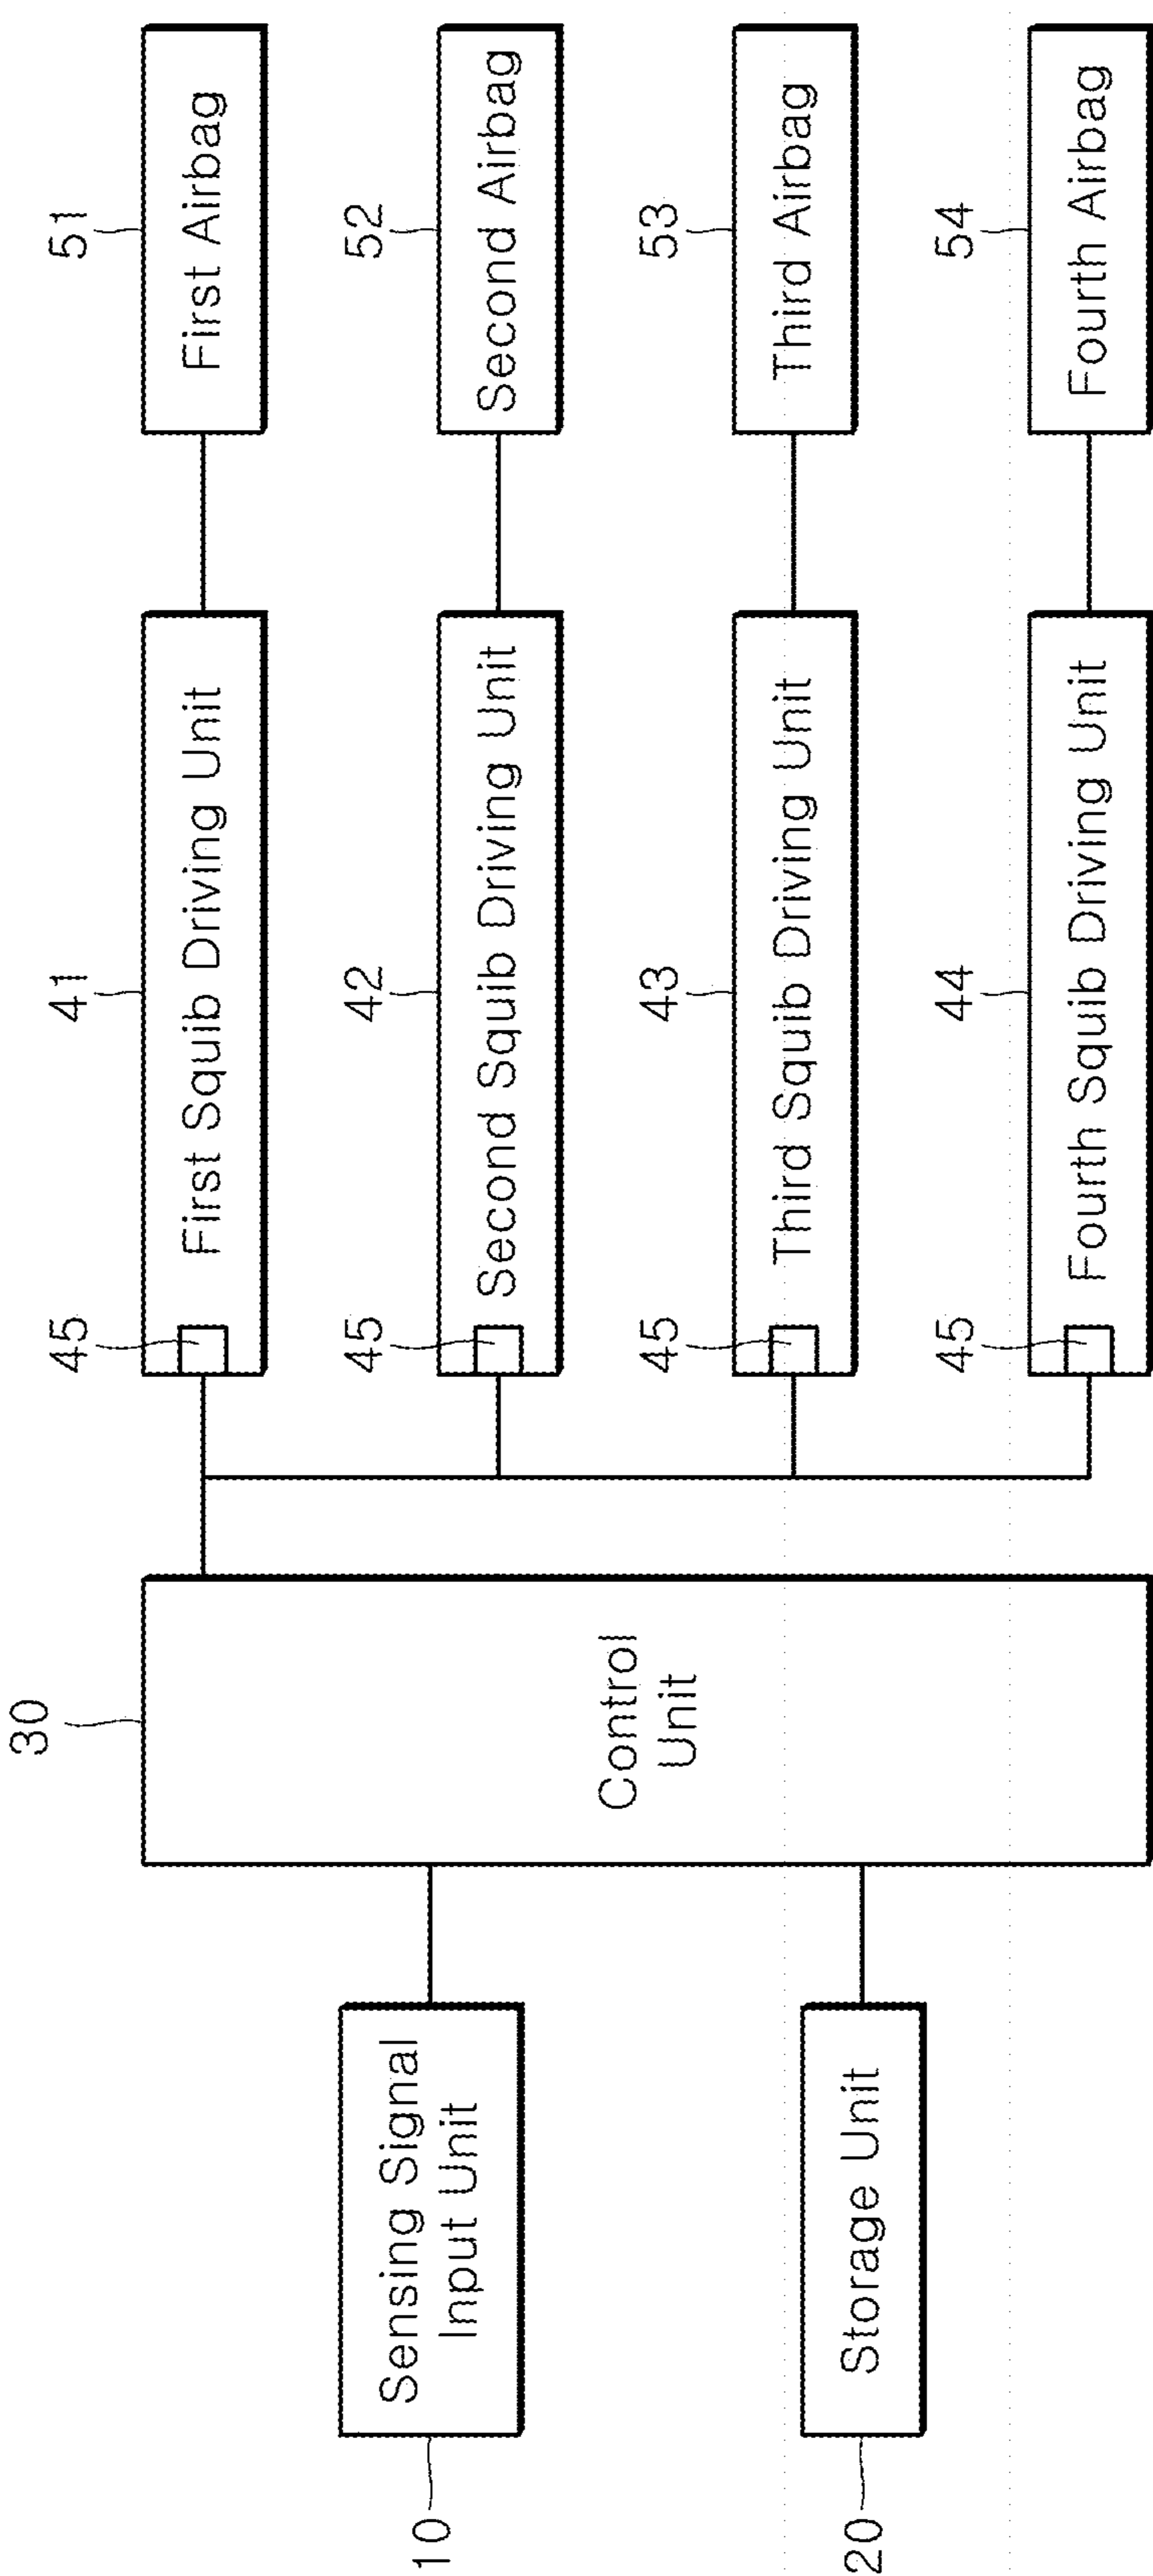 10
Sensing Signal
Input Unit
20
Storage Unit
30
Control
Unit
45
41
First Squib Driving Unit
51
First Airbag
45
42
Second Squib Driving Unit
52
Second Airbag
45
43
Third Squib Driving Unit
53
Third Airbag
45
44
Fourth Squib Driving Unit
54
Fourth Airbag